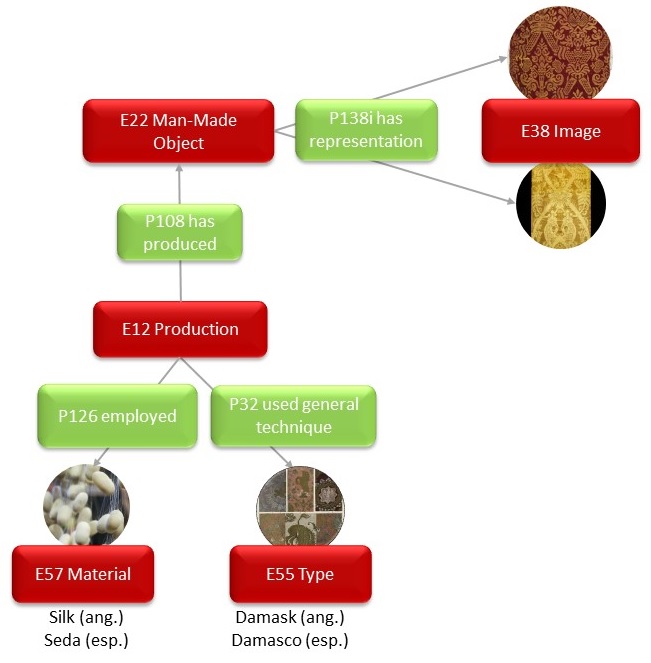 E22 Man-Made
Object
P138i has
representation
E38 Image
P108 has
produced
E12 Production
P126 employed
P32 used general
technique
E57 Material
E55 Type
Silk (ang.)
Seda (esp.)
Damask (ang.)
Damasco (esp.)